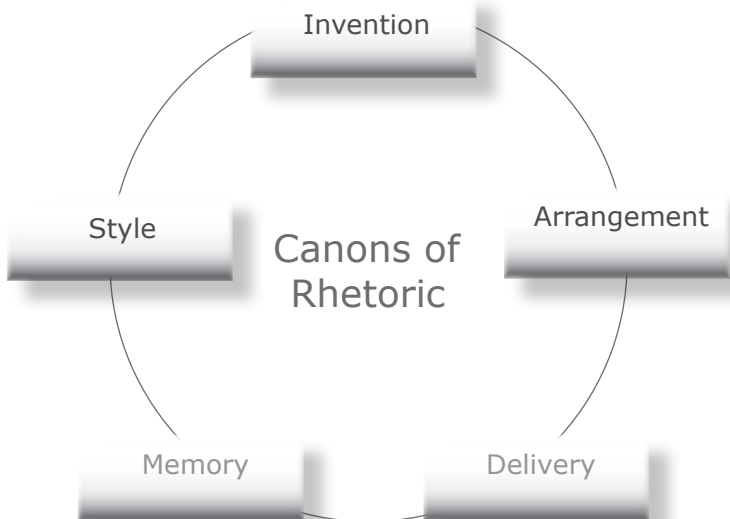 Invention
Style
Canons of
Rhetoric
Arrangement
Memory
Delivery